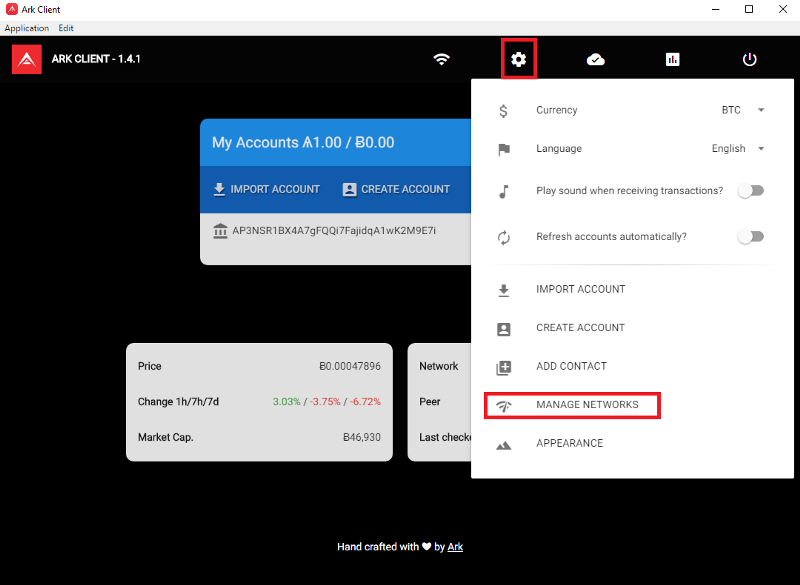 Ark Client
Application Edit
ARK CLIENT - 1.4.1
My Accounts Ѧ1.00 / Ƀ0.00
IMPORT ACCOUNT CREATE ACCOUNT
AP3NSR1BX4A7gFQQi7FajidqA1wK2M9E7i
Price Ƀ0.00047896
Change 1h/7h/7d 3.03% / -3.75% / -6.72%
Market Cap. Ƀ46,930
Network
Peer
Last checke
Currency BTC
Language English
Play sound when receiving transactions?
Refresh accounts automatically?
IMPORT ACCOUNT
CREATE ACCOUNT
ADD CONTACT
MANAGE NETWORKS
APPEARANCE
Hand crafted with ♥ by Ark